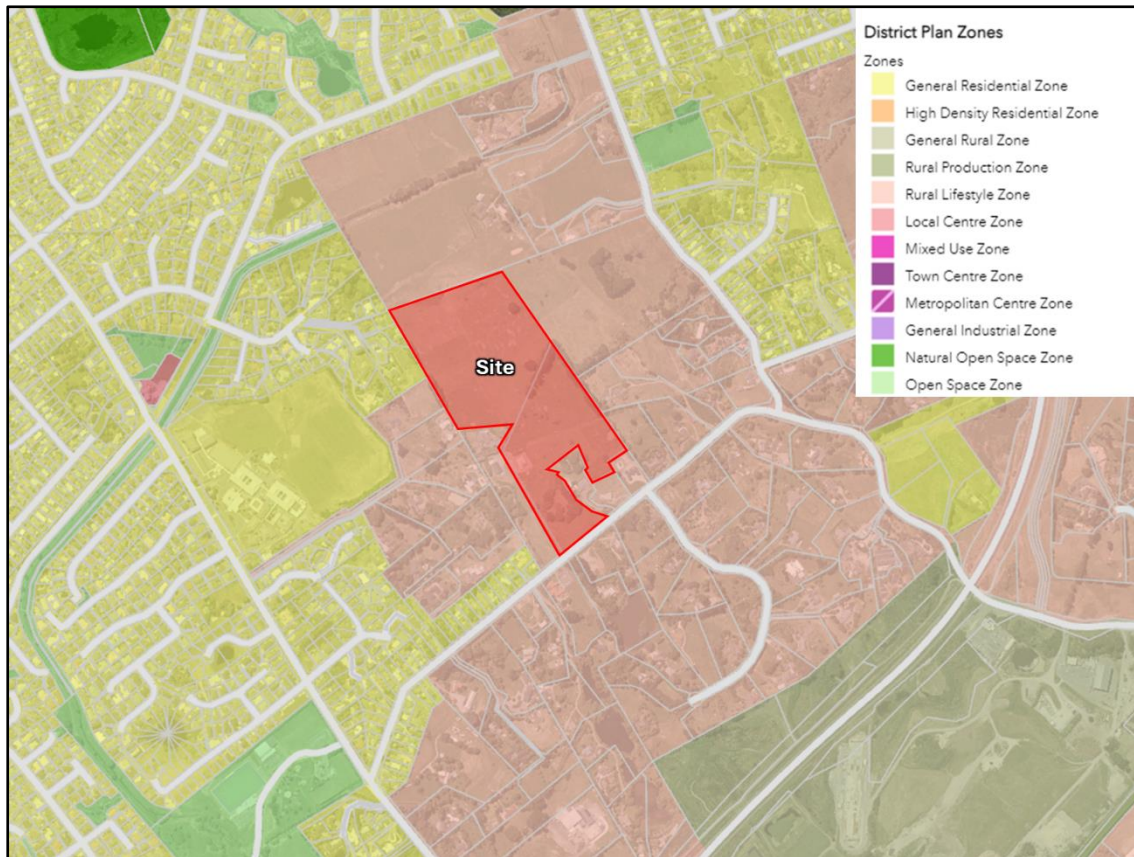 District Plan Zones
Zones
General Residential Zone
High Density Residential Zone
General Rural Zone
Rural Production Zone
Rural Lifestyle Zone
Local Centre Zone
Mixed Use Zone
Town Centre Zone
Metropolitan Centre Zone
General Industrial Zone
Natural Open Space Zone
Open Space Zone
Site